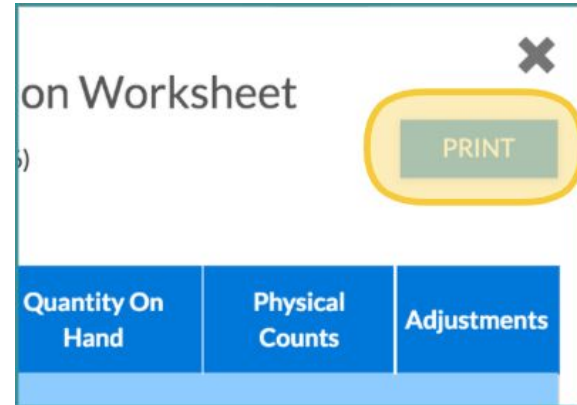 on Worksheet
)
PRINT
Quantity On
Hand
Physical
Counts
Adjustments